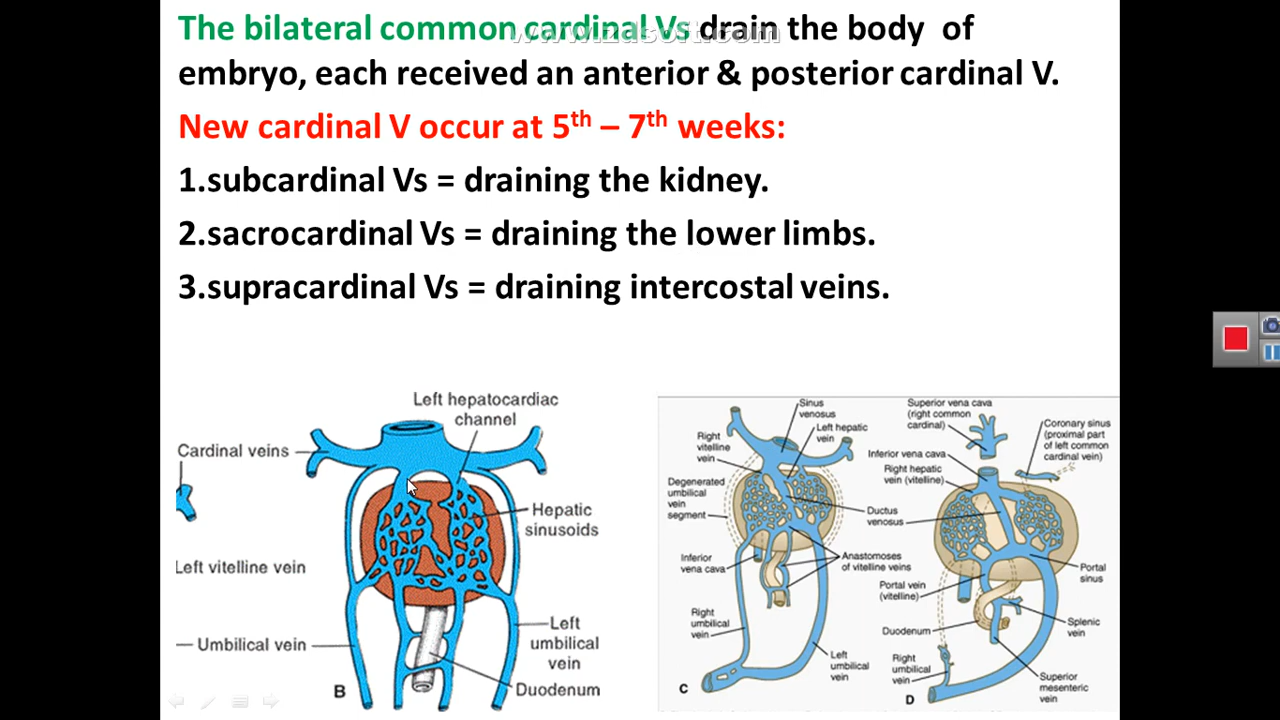 The bilateral common cardinal Vs drain the body of
www.zdsoft.com
embryo, each received an anterior & posterior cardinal V.
New cardinal V occur at 5th – 7th weeks:
1.subcardinal Vs = draining the kidney.
2.sacrocardinal Vs = draining the lower limbs.
3.supracardinal Vs = draining intercostal veins.
Left hepatocardiac
channel
Cardinal veins
Hepatic
sinusoids
Left vitelline vein
Umbilical vein
Left
umbilical
vein
Duodenum
B
Sinus
venosus
Left hepatic
vein
Right
vitelline
vein
Degenerated
umbilical
vein
segment
Ductus
venosus
Inferior
vena cava
Anastomoses
of vitelline veins
Right
umbilical
vein
Left
umbilical
vein
C
Superior vena cava
(right common
cardinal)
Coronary sinus
(proximal part
of left common
cardinal vein)
Inferior vena cava
Right hepatic
vein (vitelline)
Portal
sinus
Portal vein
(vitelline)
Splenic
vein
Duodenum
Right
umbilical
vein
Superior
mesenteric
vein
D